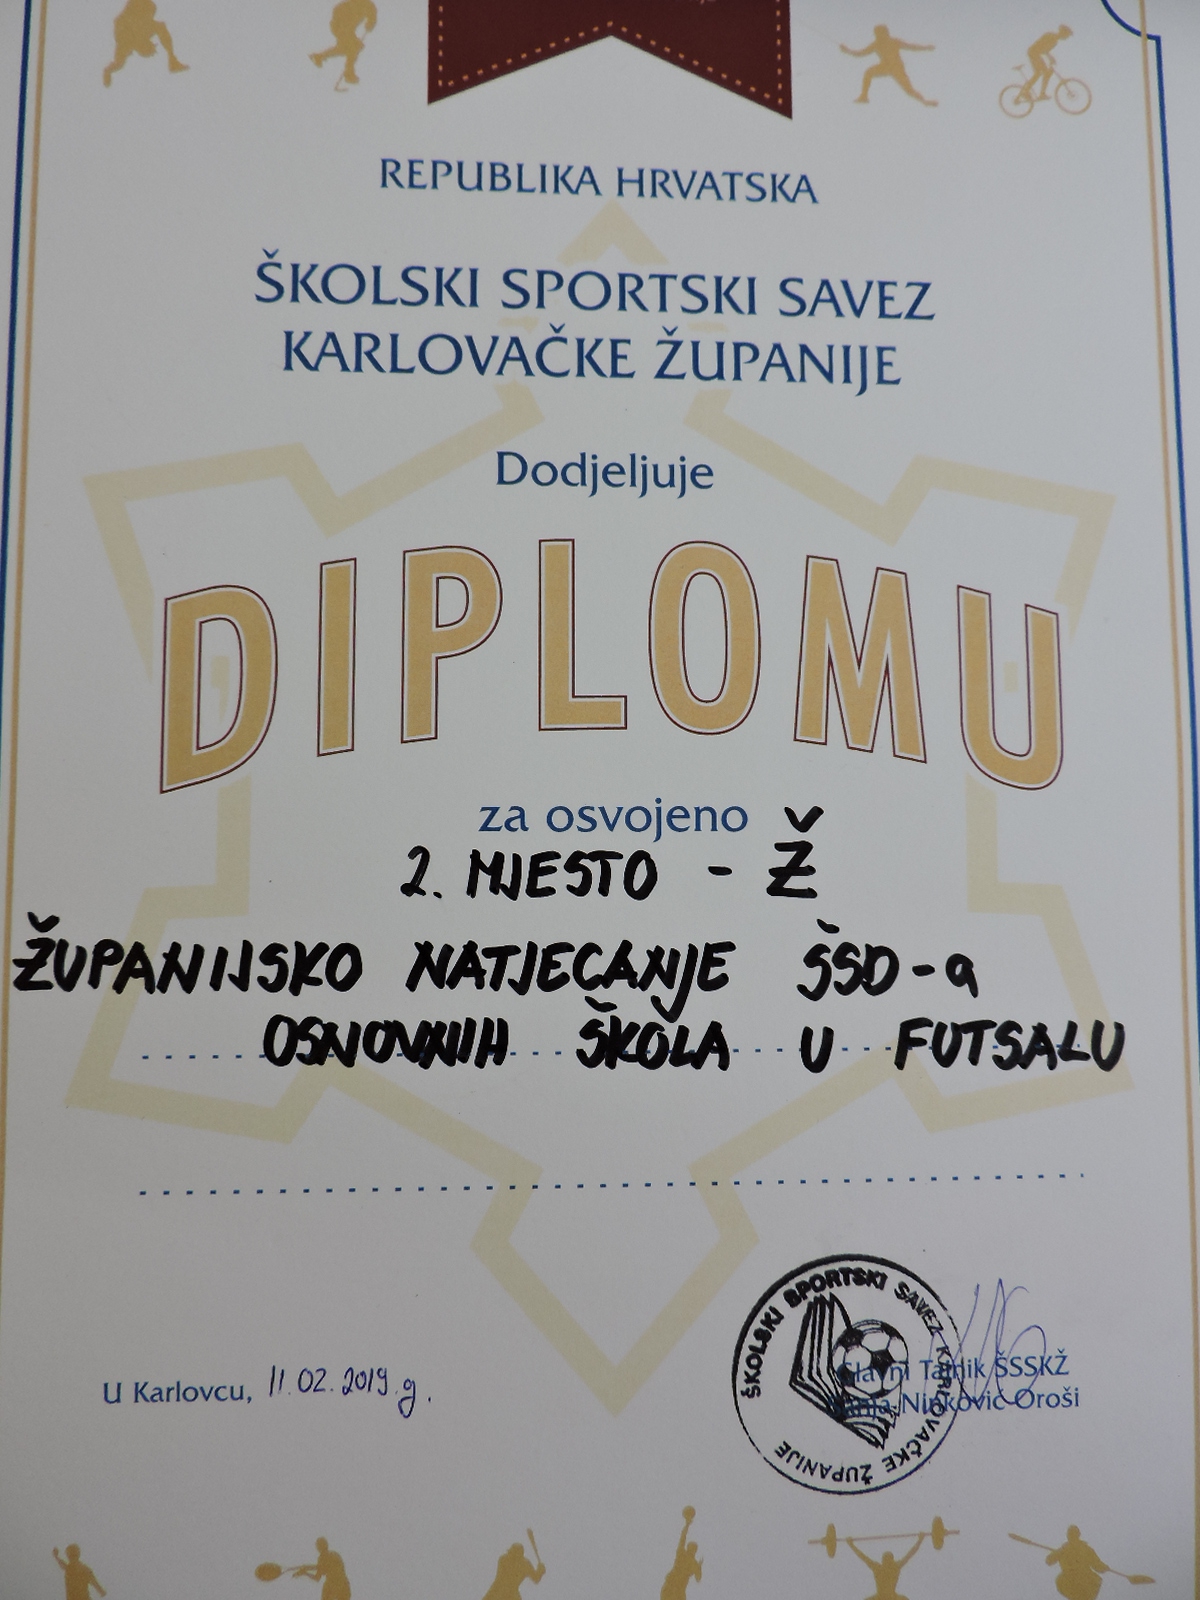 REPUBLIKA HRVATSKA
ŠKOLSKI SPORTSKI SAVEZ
KARLOVAČKE ŽUPANIJE
Dodjeljuje
DIPLOMU
za osvojeno
2. MJESTO - Ž
ŽUPANIJSKO NATJECANJE ŠSD-a
OSNOVNIH ŠKOLA U FUTSALU
U Karlovcu, 11.02.2019.g.
ŠKOLSKI SPORTSKI SAVEZ KARLOVAČKE ŽUPANIJE
Glavni Tajnik ŠSSKŽ
Ninković-Oroši